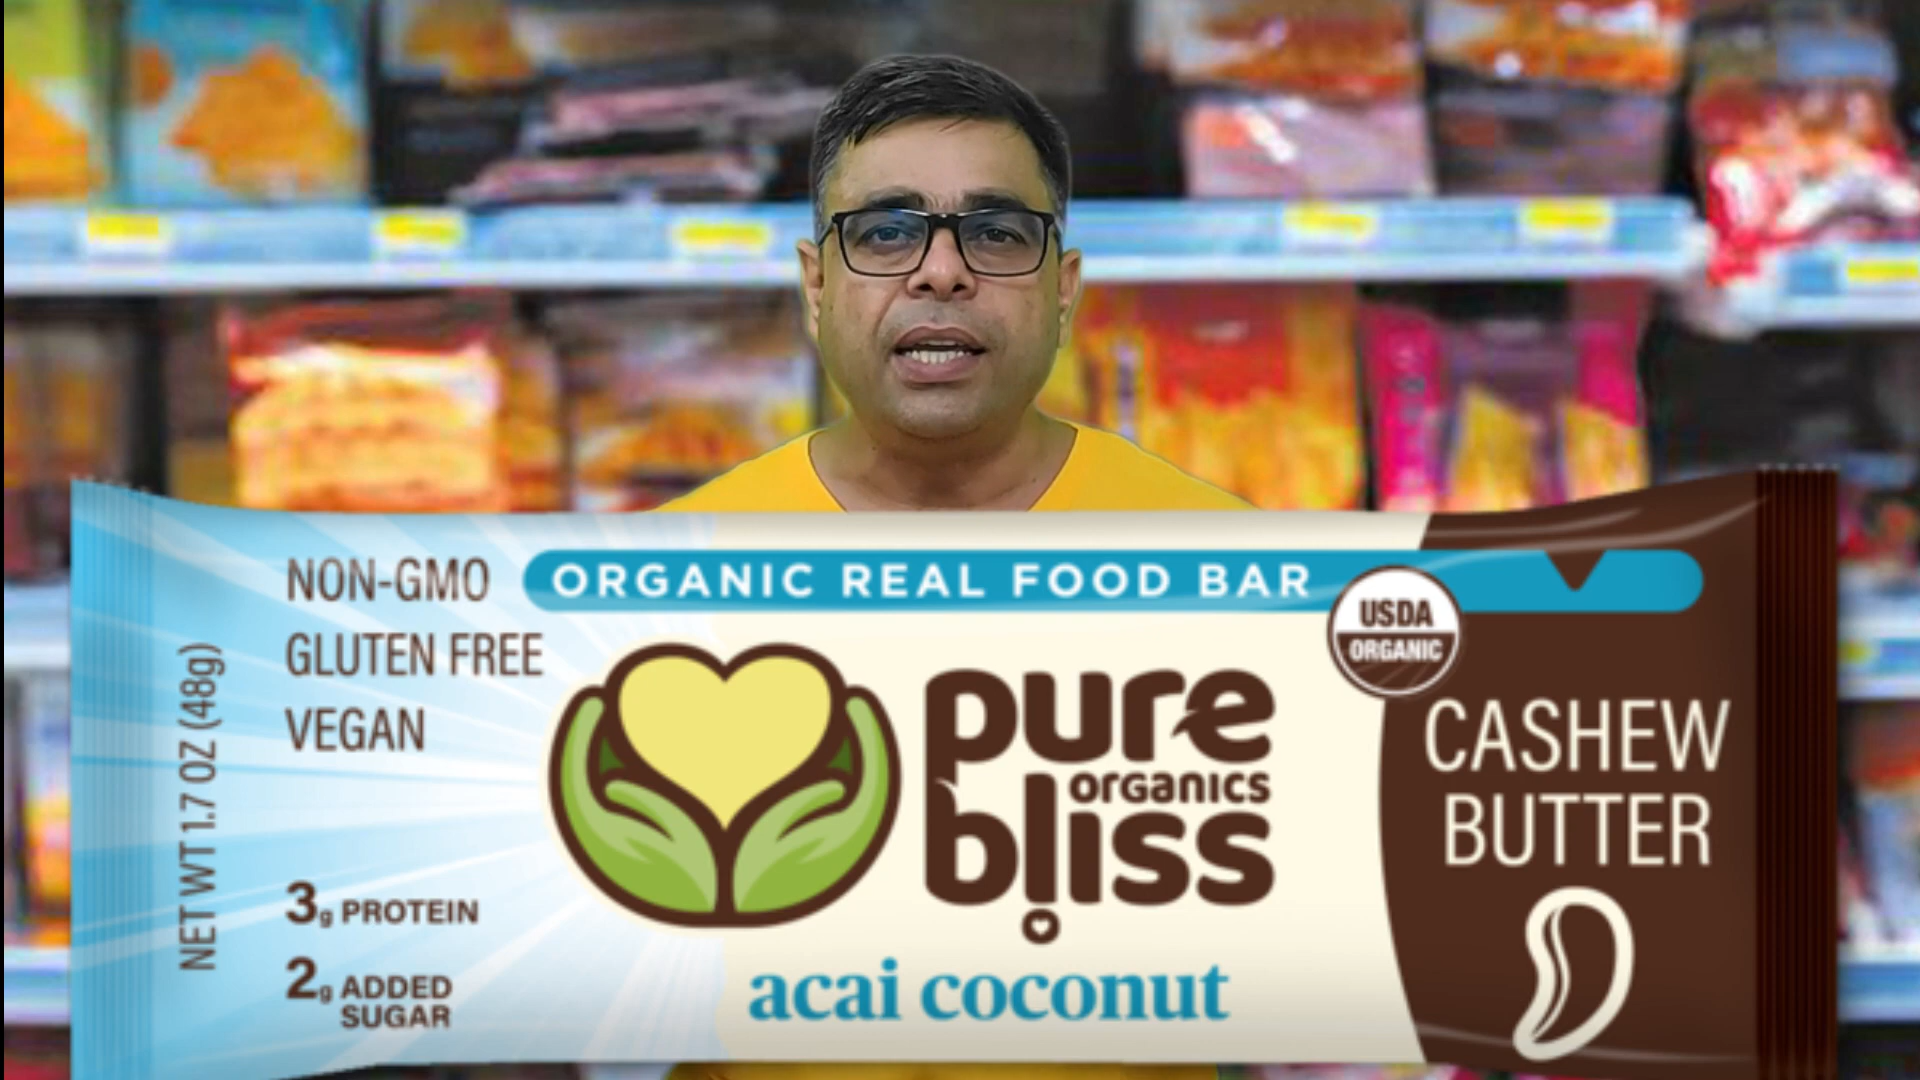 NON-GMO
GLUTEN FREE
VEGAN
NET WT 1.7 OZ (48g)
3g PROTEIN
2g ADDED
SUGAR
ORGANIC REAL FOOD BAR
pure
organics
bliss
acai coconut
USDA
ORGANIC
CASHEW
BUTTER